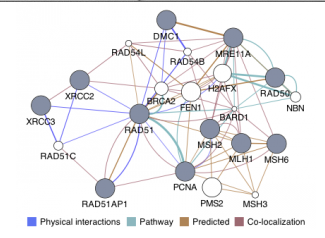 DMC1
RAD54L
MRE11A
RAD54B
H2AFX
XRCC2
RAD50
BRCA2
FEN1
NBN
XRCC3
BARD1
RAD51
MSH2
RAD51C
MLH1
MSH6
PCNA
RAD51AP1
PMS2
MSH3
Physical interactions Pathway Predicted Co-localization